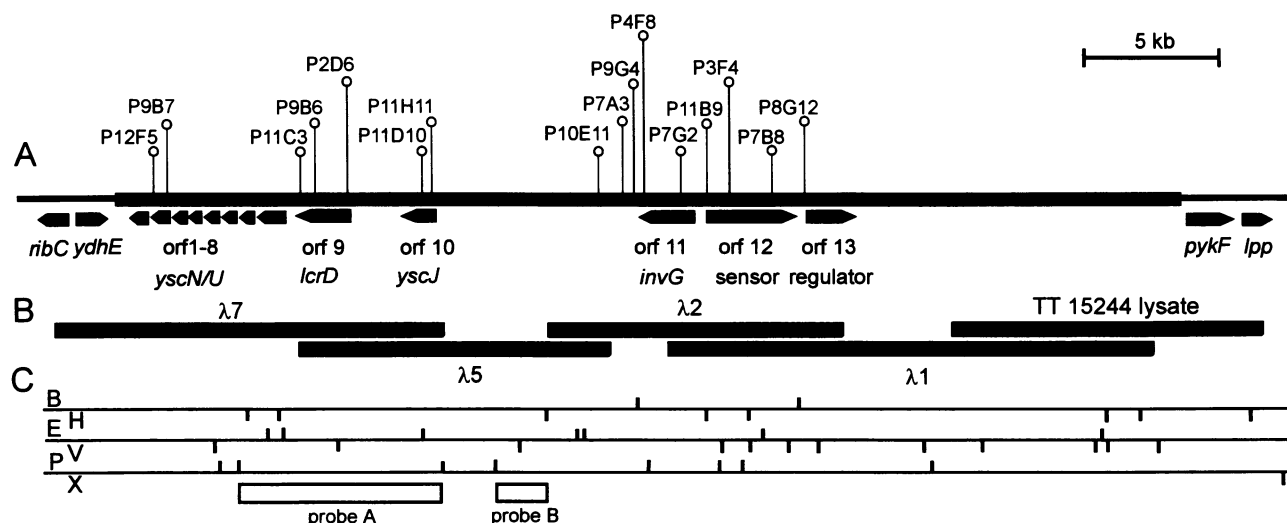 P4F8
5 kb
P2D6
P9G4
P3F4
P9B7
P9B6
P11H11
P7A3
P11B9
P8G12
P12F5
P11C3
P11D10
P10E11
P7G2
P7B8
A
ribC ydhE orf1-8 orf 9 orf 10 orf 11 orf 12 orf 13 pykF lpp
yscN/U lcrD yscJ invG sensor regulator
B
λ7 λ2 TT 15244 lysate
λ5 λ1
C
B
H
E
V
P
X
probe A probe B